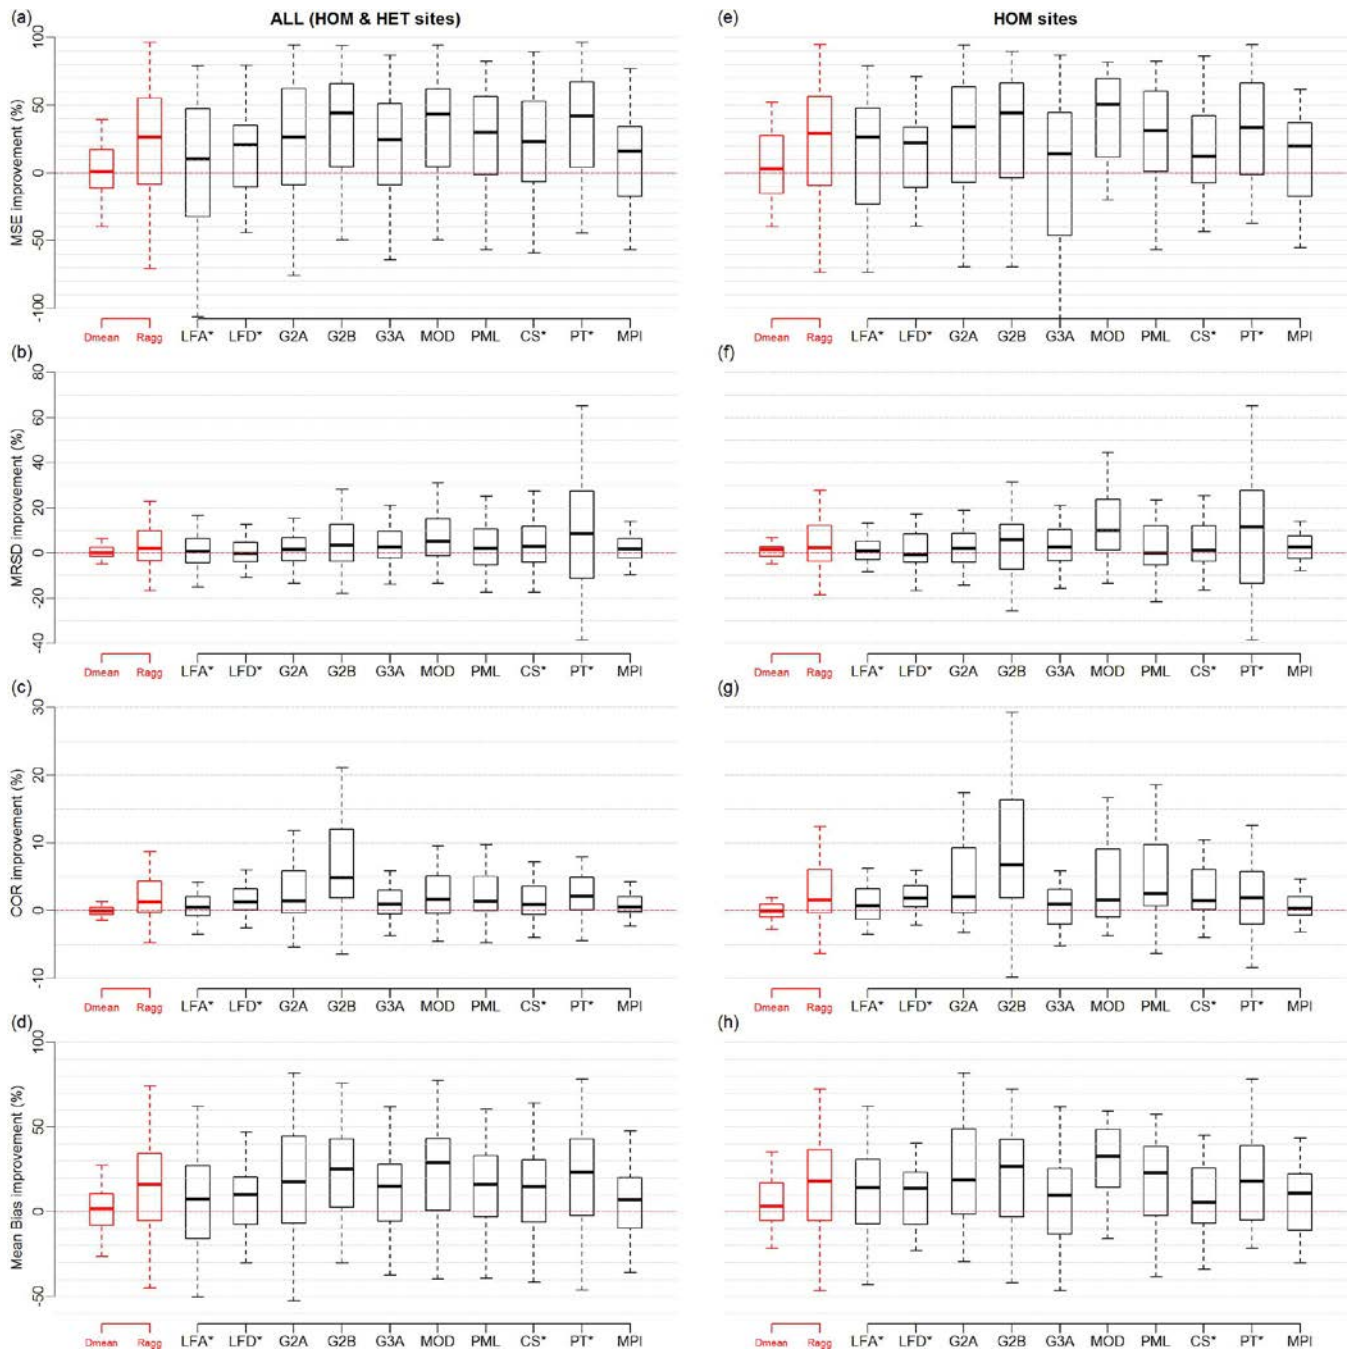 (a) ALL (HOM & HET sites)
MSE improvement (%)
100
50
0
-50
-100
Dmean Ragg LFA* LFD* G2A G2B G3A MOD PML CS* PT* MPI
(b)
MRSD improvement (%)
80
60
40
20
0
-20
-40
Dmean Ragg LFA* LFD* G2A G2B G3A MOD PML CS* PT* MPI
(c)
COR improvement (%)
30
20
10
0
-10
Dmean Ragg LFA* LFD* G2A G2B G3A MOD PML CS* PT* MPI
(d)
Mean Bias improvement (%)
100
50
0
-50
Dmean Ragg LFA* LFD* G2A G2B G3A MOD PML CS* PT* MPI
(e) HOM sites
Dmean Ragg LFA* LFD* G2A G2B G3A MOD PML CS* PT* MPI
(f)
Dmean Ragg LFA* LFD* G2A G2B G3A MOD PML CS* PT* MPI
(g)
Dmean Ragg LFA* LFD* G2A G2B G3A MOD PML CS* PT* MPI
(h)
Dmean Ragg LFA* LFD* G2A G2B G3A MOD PML CS* PT* MPI